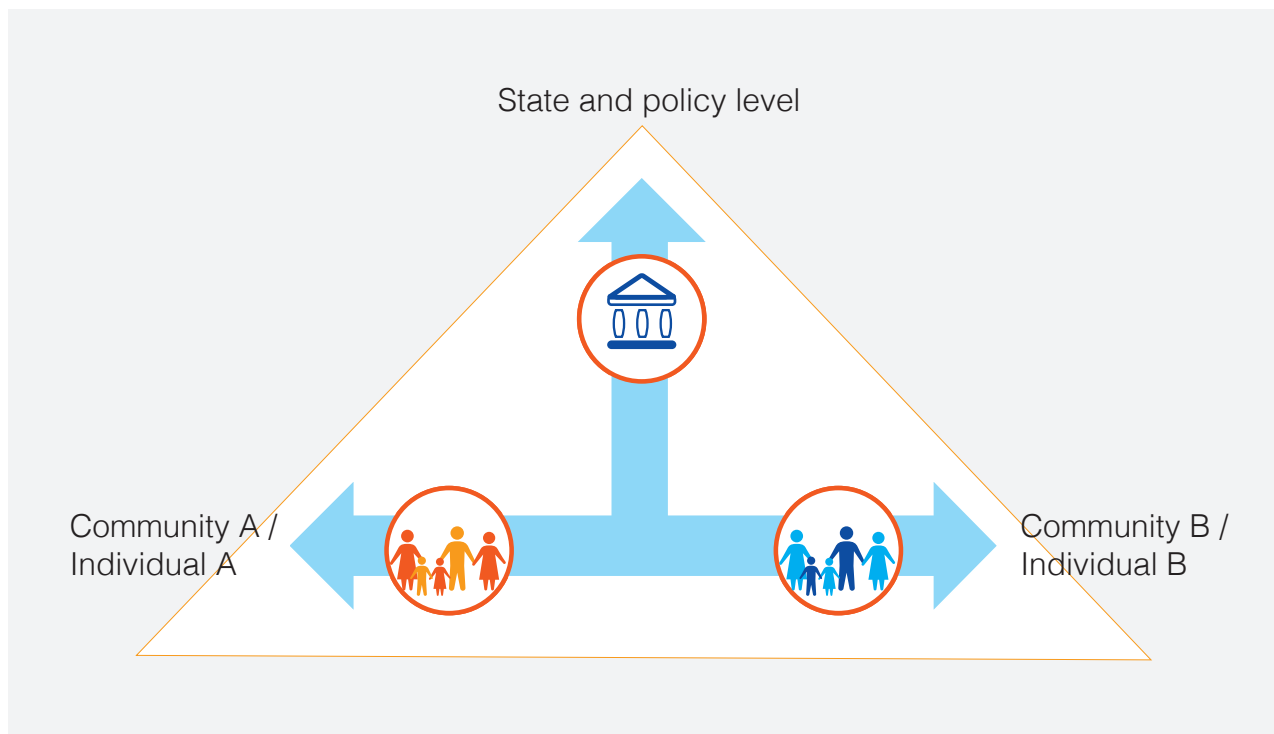 State and policy level
Community A /
Individual A
Community B /
Individual B